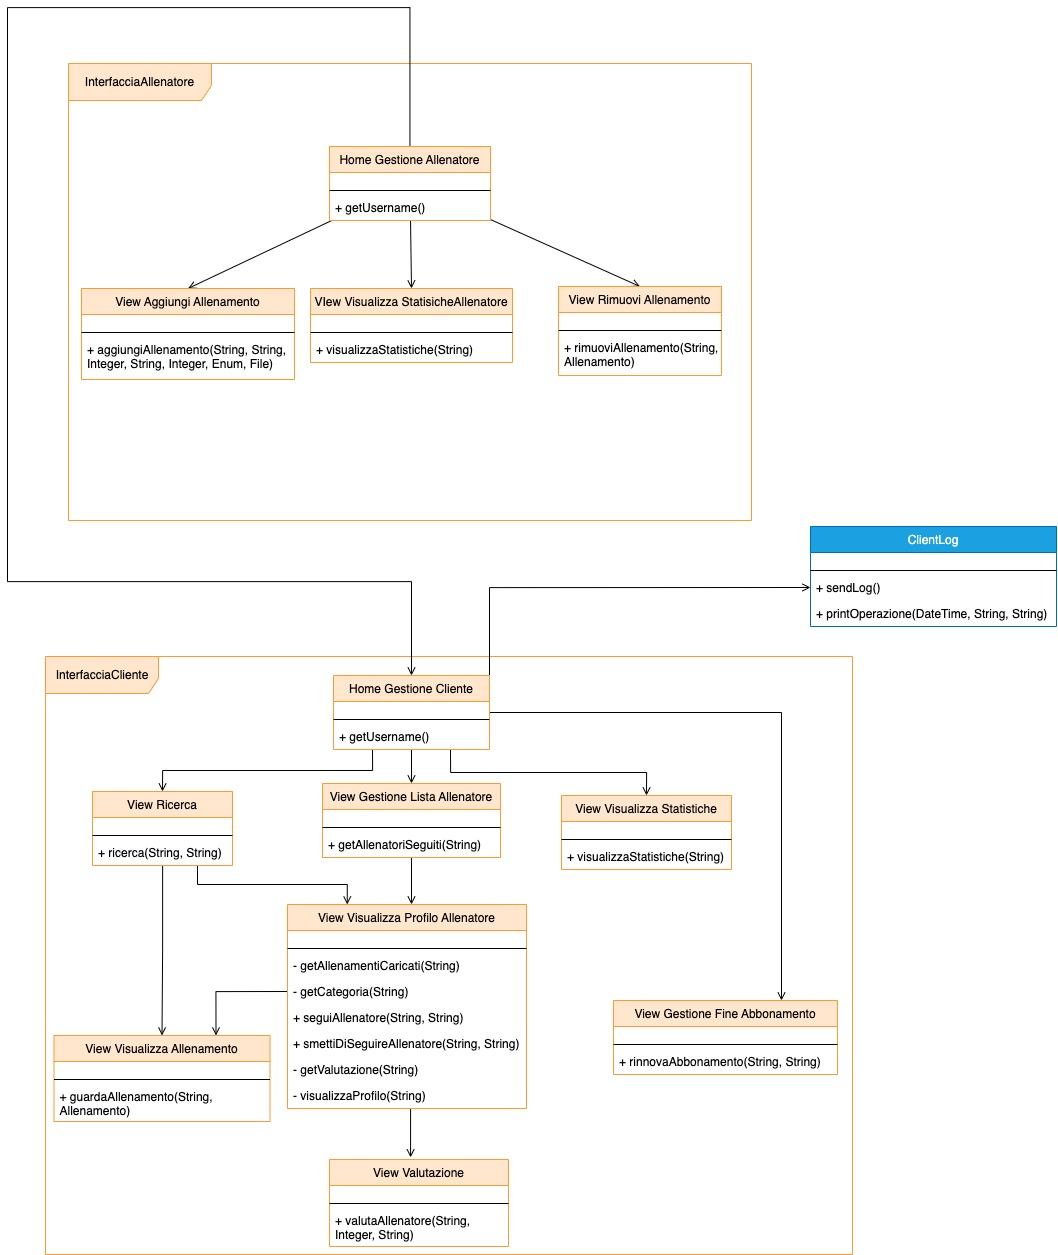 InterfacciaAllenatore
Home Gestione Allenatore
+ getUsername()
View Aggiungi Allenamento
+ aggiungiAllenamento(String, String,
Integer, String, Integer, Enum, File)
VIew Visualizza StatisicheAllenatore
+ visualizzaStatistiche(String)
View Rimuovi Allenamento
+ rimuoviAllenamento(String,
Allenamento)
ClientLog
+ sendLog()
+ printOperazione(DateTime, String, String)
InterfacciaCliente
Home Gestione Cliente
+ getUsername()
View Ricerca
+ ricerca(String, String)
View Gestione Lista Allenatore
+ getAllenatoriSeguiti(String)
View Visualizza Statistiche
+ visualizzaStatistiche(String)
View Visualizza Profilo Allenatore
- getAllenamentiCaricati(String)
- getCategoria(String)
+ seguiAllenatore(String, String)
+ smettiDiSeguireAllenatore(String, String)
- getValutazione(String)
- visualizzaProfilo(String)
View Gestione Fine Abbonamento
+ rinnovaAbbonamento(String, String)
View Visualizza Allenamento
+ guardaAllenamento(String,
Allenamento)
View Valutazione
+ valutaAllenatore(String,
Integer, String)